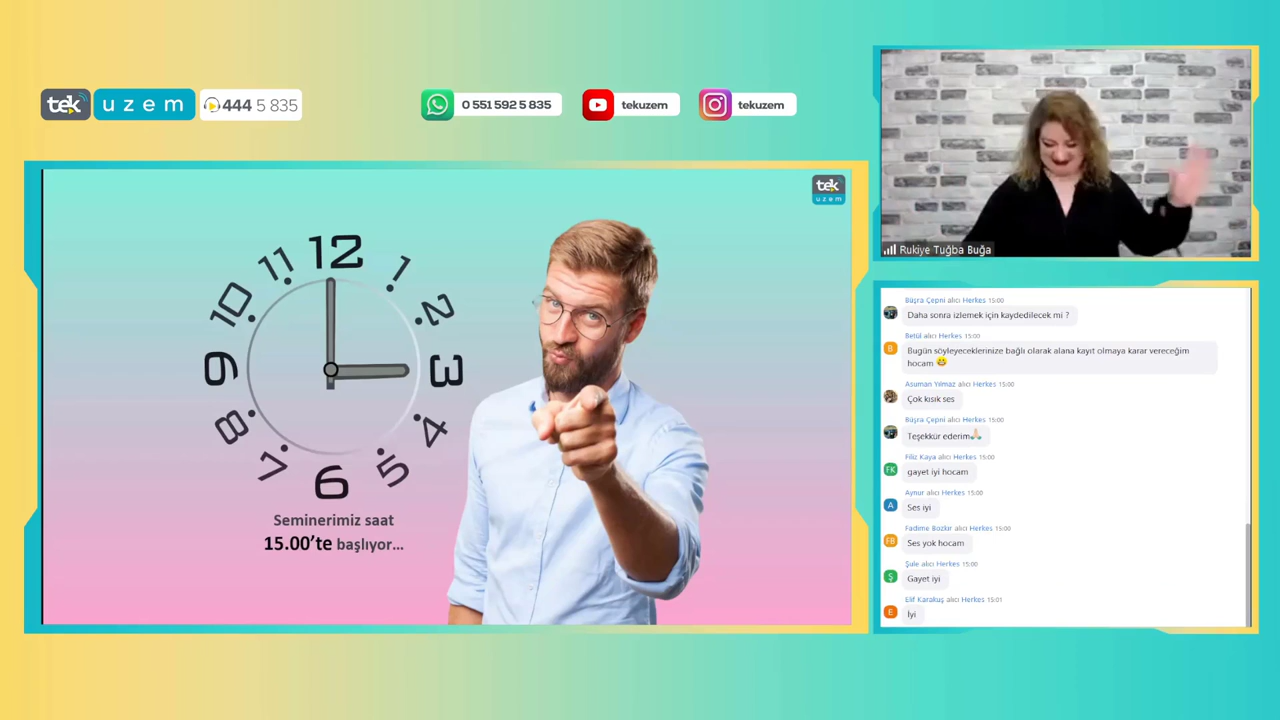 tek uzem 444 5 835
0 551 592 5 835
tekuzem
tekuzem
tek
uzem
12
1
2
3
4
5
6
7
8
9
10
11
Seminerimiz saat
15.00’te başlıyor...
Rukiye Tuğba Buğa
Büşra Çepni alıcı Herkes 15:00
Daha sonra izlemek için kaydedilecek mi ?
Betül alıcı Herkes 15:00
B
Bugün söyleyeceklerinize bağlı olarak alana kayıt olmaya karar vereceğim
hocam 😀
Asuman Yılmaz alıcı Herkes 15:00
Çok kısık ses
Büşra Çepni alıcı Herkes 15:00
Teşekkür ederim🙏🏻
Filiz Kaya alıcı Herkes 15:00
FK
gayet iyi hocam
Aynur alıcı Herkes 15:00
A
Ses iyi
Fadime Bozkır alıcı Herkes 15:00
FB
Ses yok hocam
Şule alıcı Herkes 15:00
Ş
Gayet iyi
Elif Karakuş alıcı Herkes 15:01
E
İyi